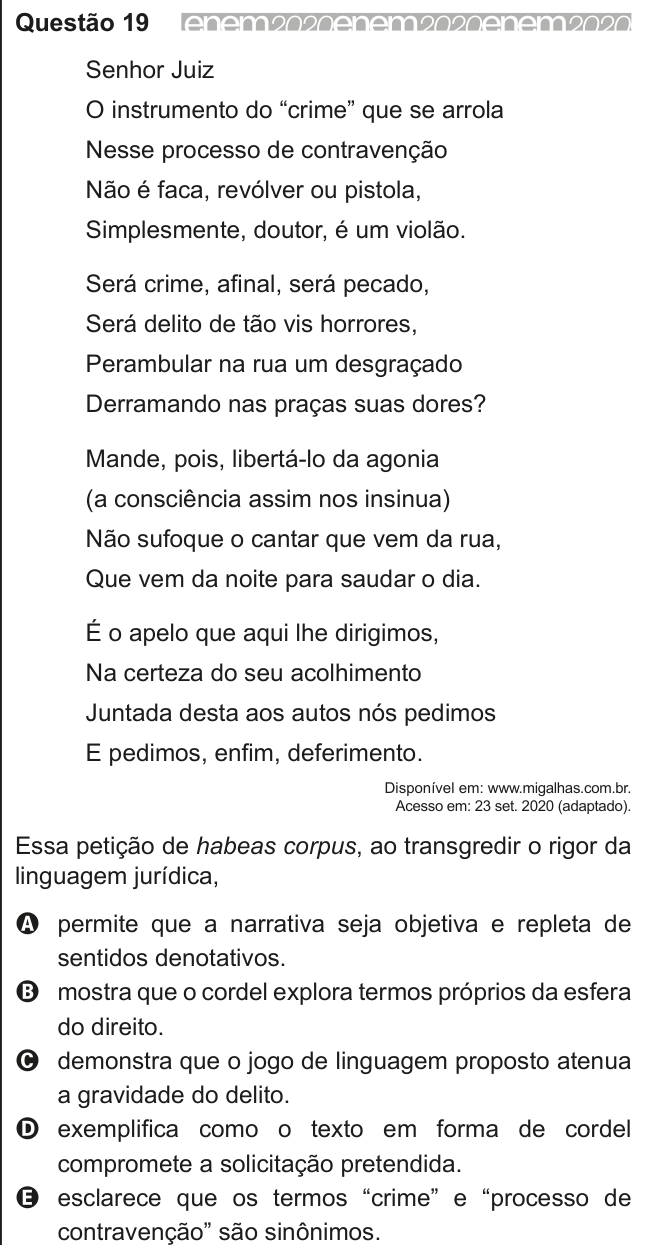 Questão 19 enem2020enem2020enem2020
Senhor Juiz
O instrumento do “crime” que se arrola
Nesse processo de contravenção
Não é faca, revólver ou pistola,
Simplesmente, doutor, é um violão.
Será crime, afinal, será pecado,
Será delito de tão vis horrores,
Perambular na rua um desgraçado
Derramando nas praças suas dores?
Mande, pois, libertá-lo da agonia
(a consciência assim nos insinua)
Não sufoque o cantar que vem da rua,
Que vem da noite para saudar o dia.
É o apelo que aqui lhe dirigimos,
Na certeza do seu acolhimento
Juntada desta aos autos nós pedimos
E pedimos, enfim, deferimento.
Disponível em: www.migalhas.com.br.
Acesso em: 23 set. 2020 (adaptado).
Essa petição de habeas corpus, ao transgredir o rigor da
linguagem jurídica,
A permite que a narrativa seja objetiva e repleta de
sentidos denotativos.
B mostra que o cordel explora termos próprios da esfera
do direito.
C demonstra que o jogo de linguagem proposto atenua
a gravidade do delito.
D exemplifica como o texto em forma de cordel
compromete a solicitação pretendida.
E esclarece que os termos “crime” e “processo de
contravenção” são sinônimos.